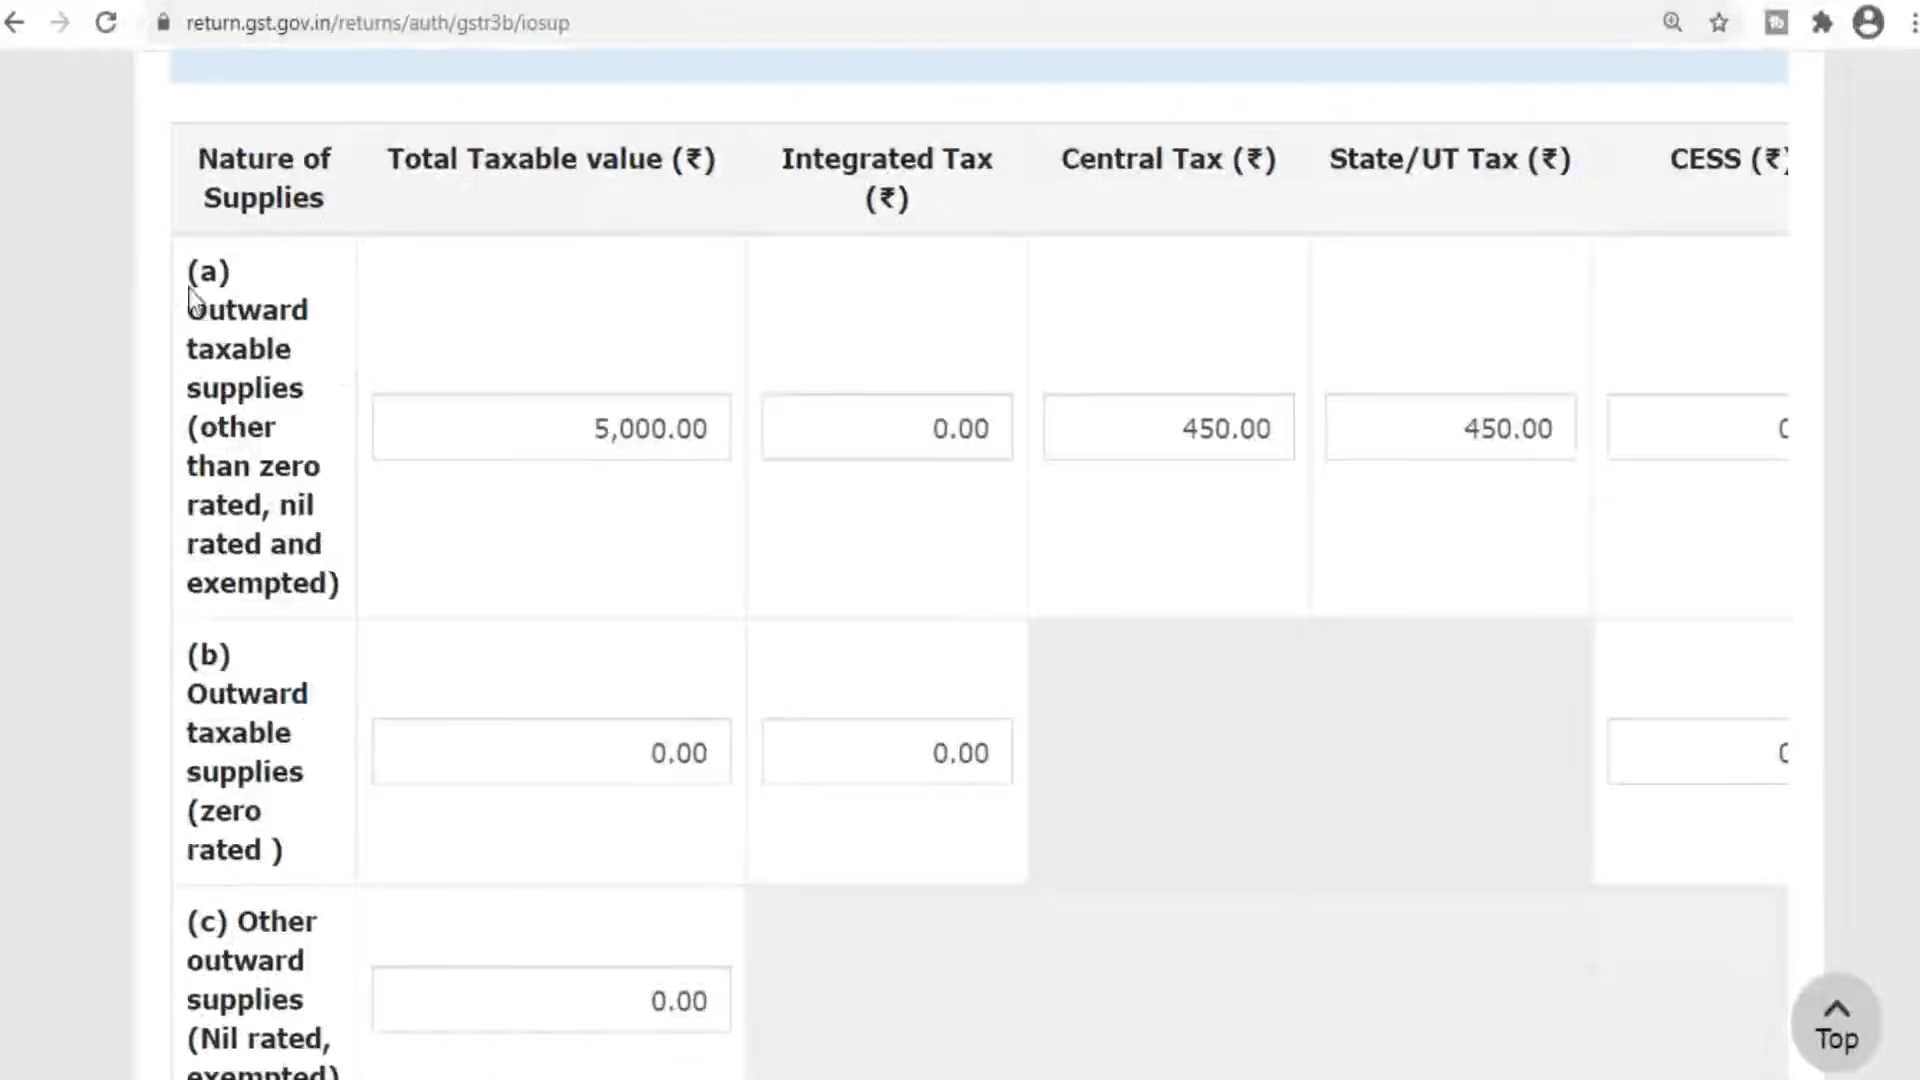 return.gst.gov.in/returns/auth/gstr3b/iosup
Nature of Supplies Total Taxable value (₹) Integrated Tax (₹) Central Tax (₹) State/UT Tax (₹) CESS (₹)
(a)
Outward
taxable
supplies
(other
than zero
rated, nil
rated and
exempted)
5,000.00 0.00 450.00 450.00
(b)
Outward
taxable
supplies
(zero
rated )
0.00 0.00
(c) Other
outward
supplies
(Nil rated,
exempted)
0.00
Top